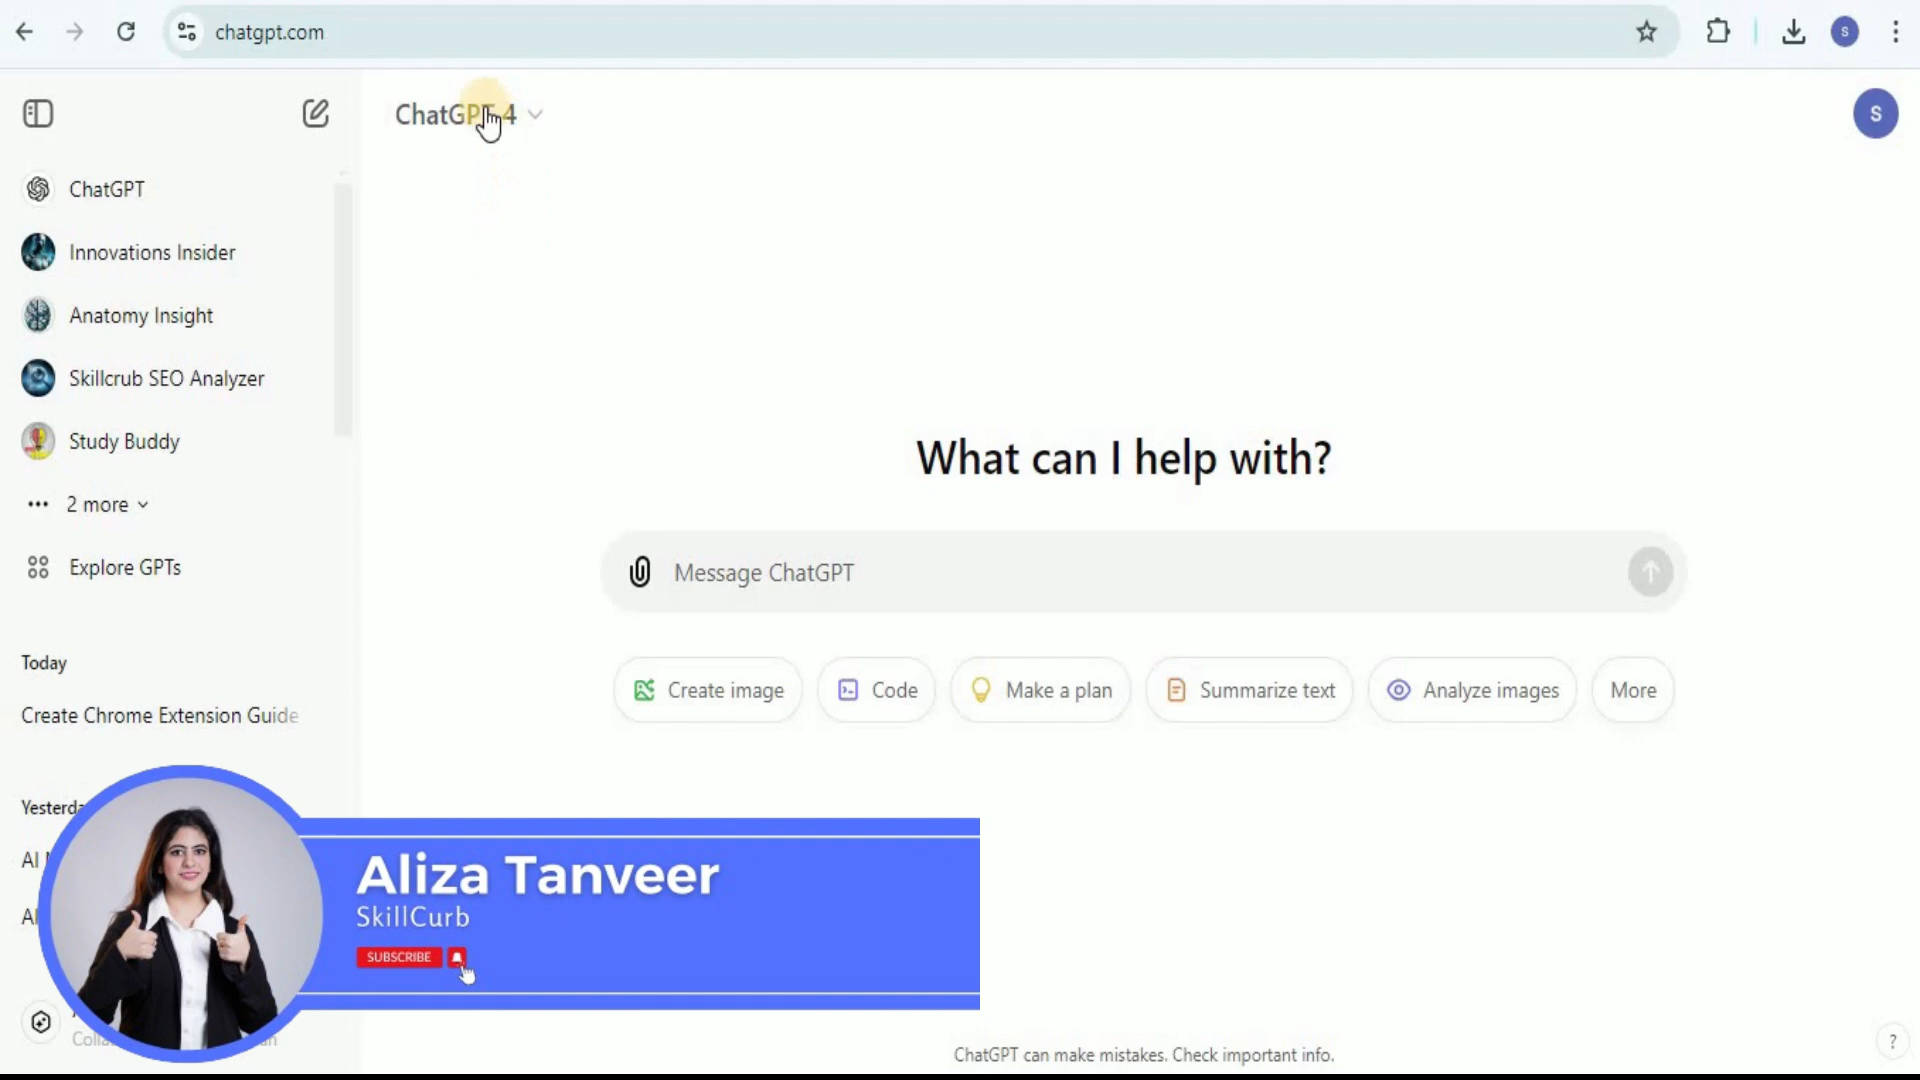 chatgpt.com
S
ChatGPT 4
S
ChatGPT
Innovations Insider
Anatomy Insight
Skillcrub SEO Analyzer
Study Buddy
2 more
Explore GPTs
Today
Create Chrome Extension Guide
What can I help with?
Message ChatGPT
Create image
Code
Make a plan
Summarize text
Analyze images
More
AI
Aliza Tanveer
SkillCurb
SUBSCRIBE
ChatGPT can make mistakes. Check important info.
?